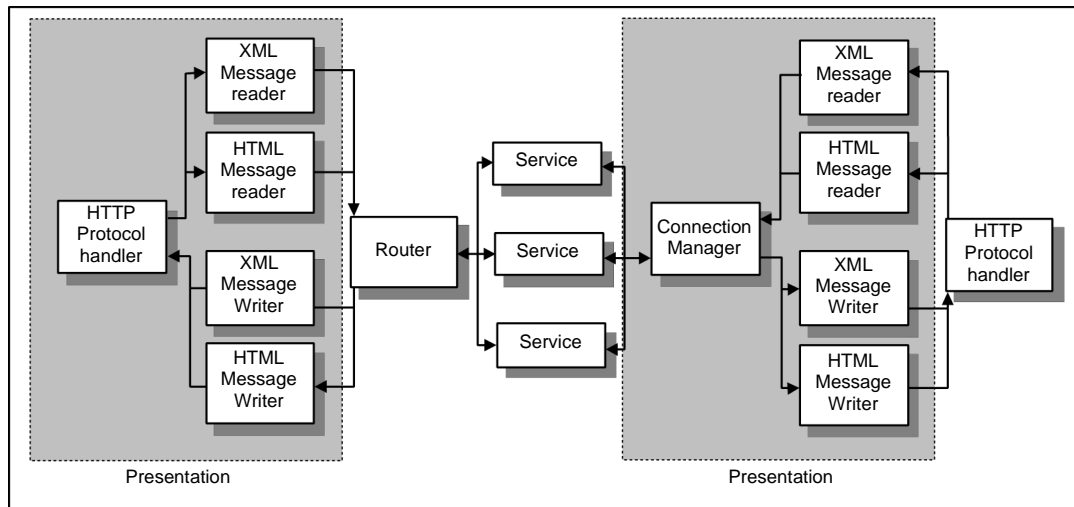 XML
Message
reader
HTML
Message
reader
HTTP
Protocol
handler
XML
Message
Writer
HTML
Message
Writer
Presentation
Router
Service
Service
Service
Connection
Manager
XML
Message
reader
HTML
Message
reader
XML
Message
Writer
HTML
Message
Writer
HTTP
Protocol
handler
Presentation